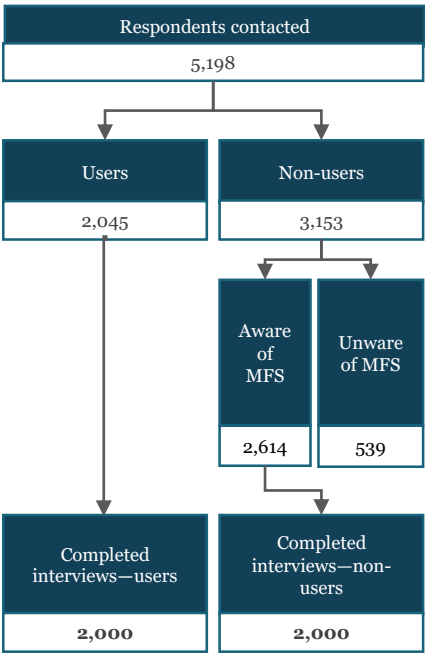 Respondents contacted
5,198
Users
Non-users
2,045
3,153
Aware
of
MFS
Unware
of MFS
2,614
539
Completed
interviews—users
Completed
interviews—non-
users
2,000
2,000